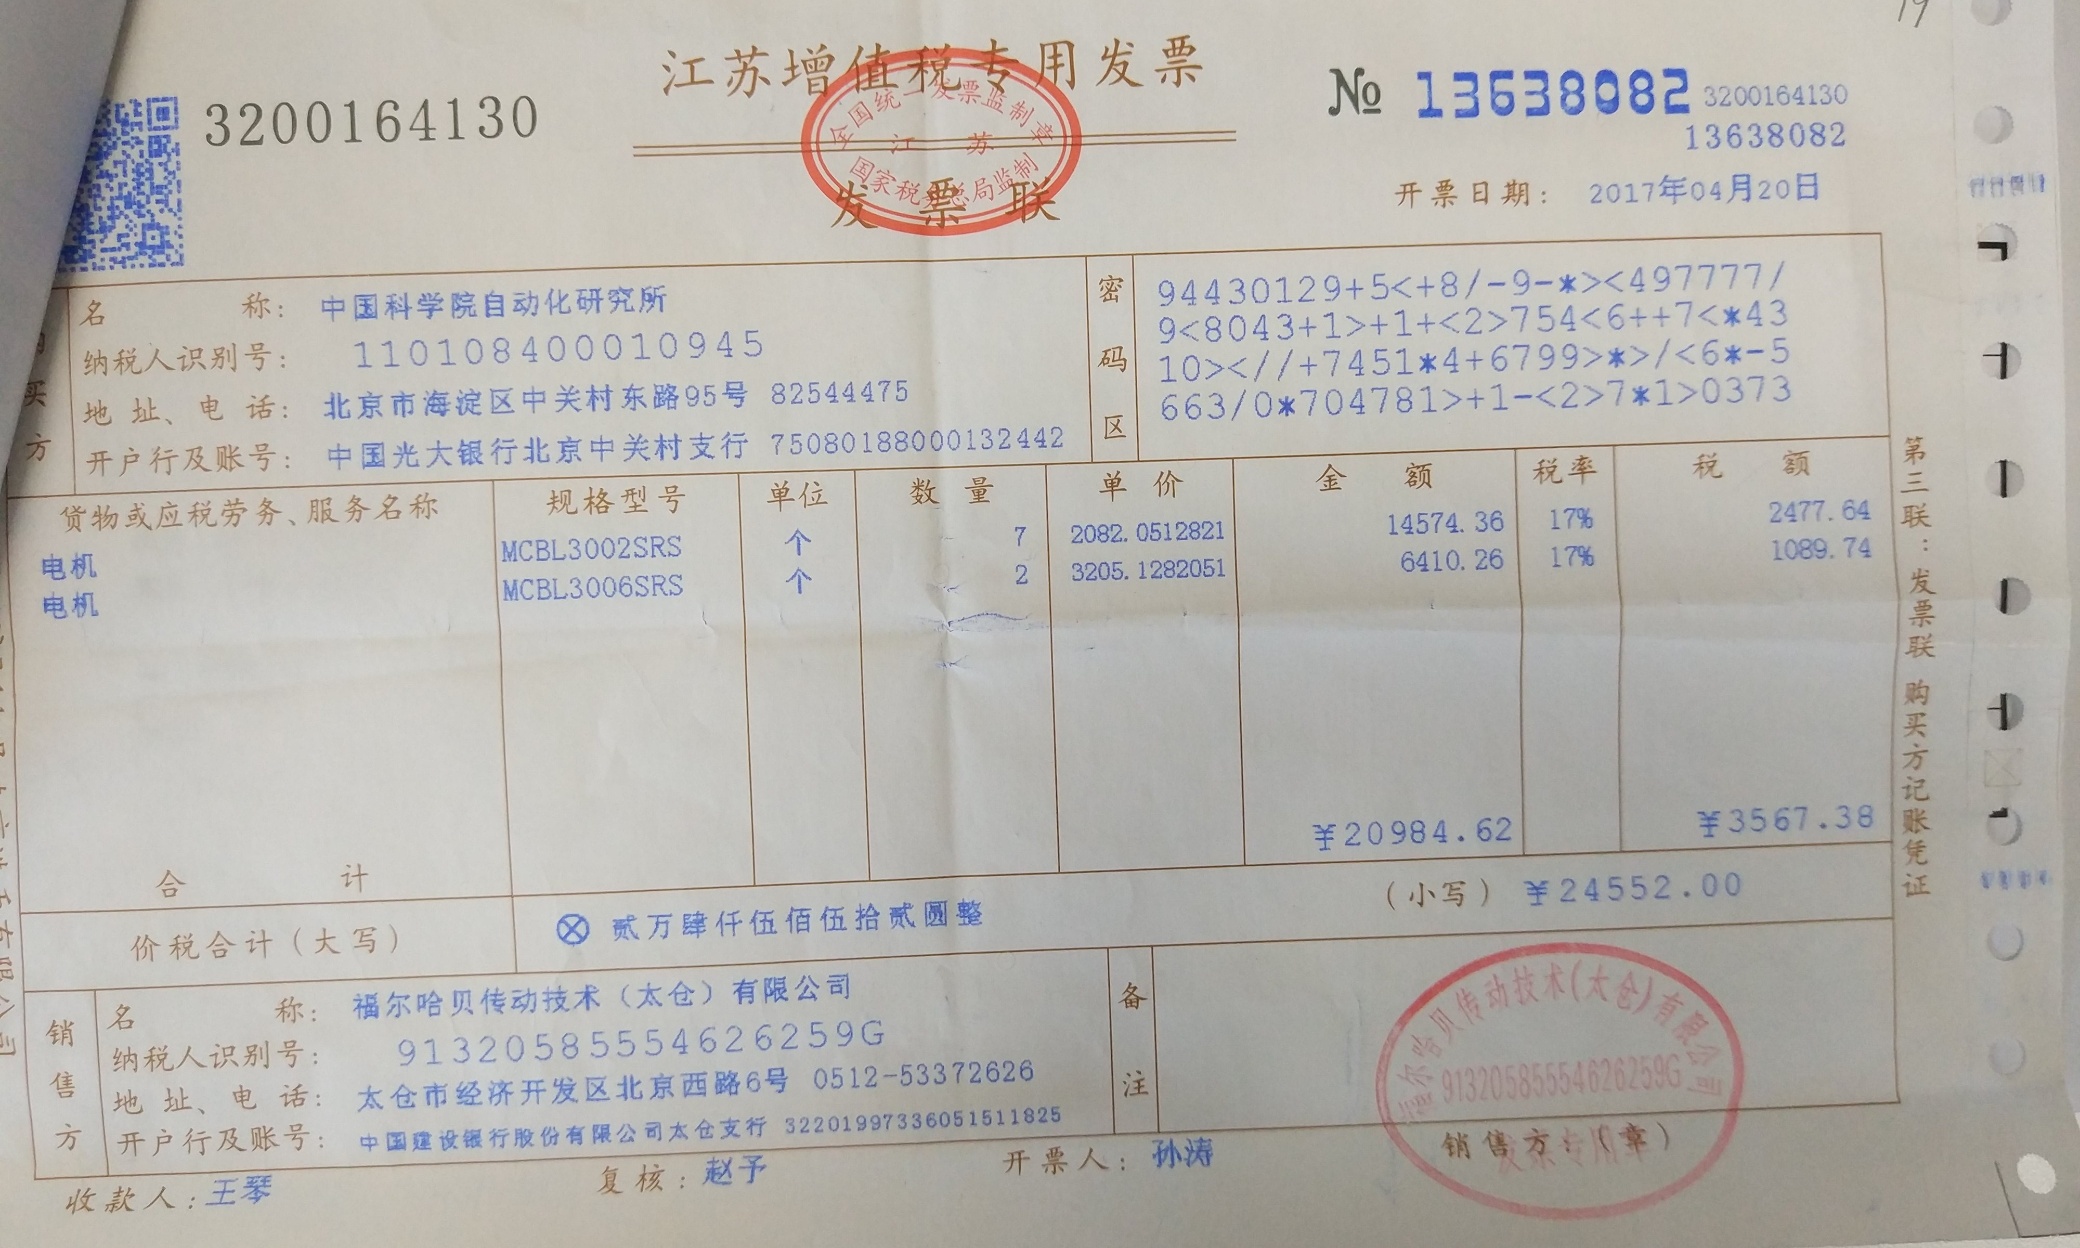 19
江苏增值税专用发票
3200164130
№ 13638082 3200164130
13638082
全国统一发票监制章
江 苏
国家税务总局监制
发 票 联
开票日期： 2017年04月20日
购买方
名 称： 中国科学院自动化研究所
纳税人识别号： 110108400010945
地 址、电 话： 北京市海淀区中关村东路95号 82544475
开户行及账号： 中国光大银行北京中关村支行 75080188000132442
密码区
94430129+5<+8/-9-*><497777/
9<8043+1>+1+<2>754<6++7<*43
10><//+7451*4+6799>*>/<6*-5
663/0*704781>+1-<2>7*1>0373
货物或应税劳务、服务名称 规格型号 单位 数 量 单 价 金 额 税率 税 额
电机 MCBL3002SRS 个 7 2082.0512821 14574.36 17% 2477.64
电机 MCBL3006SRS 个 2 3205.1282051 6410.26 17% 1089.74
合 计 ¥20984.62 ¥3567.38
价税合计（大写） ⊗ 贰万肆仟伍佰伍拾贰圆整 （小写） ¥24552.00
销售方
名 称： 福尔哈贝传动技术（太仓）有限公司
纳税人识别号： 91320585554626259G
地 址、电 话： 太仓市经济开发区北京西路6号 0512-53372626
开户行及账号： 中国建设银行股份有限公司太仓支行 32201997336051511825
备注
福尔哈贝传动技术(太仓)有限公司
91320585554626259G
发票专用章
收款人：王琴 复核：赵予 开票人：孙涛 销售方：（章）
第三联：发票联 购买方记账凭证